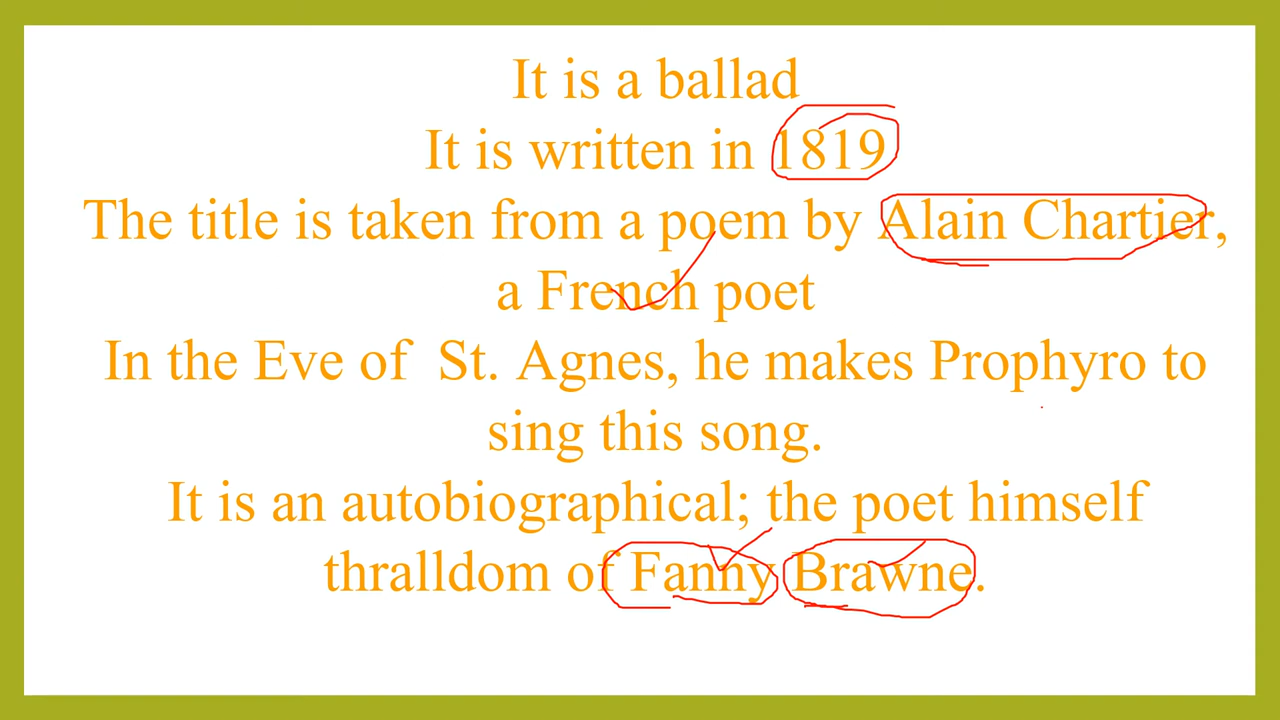 It is a ballad
It is written in 1819
The title is taken from a poem by Alain Chartier,
a French poet
In the Eve of St. Agnes, he makes Prophyro to
sing this song.
It is an autobiographical; the poet himself
thralldom of Fanny Brawne.